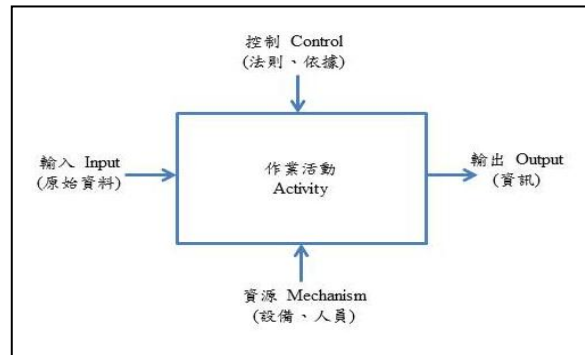 控制 Control
(法則、依據)
輸入 Input
(原始資料)
作業活動
Activity
輸出 Output
(資訊)
資源 Mechanism
(設備、人員)